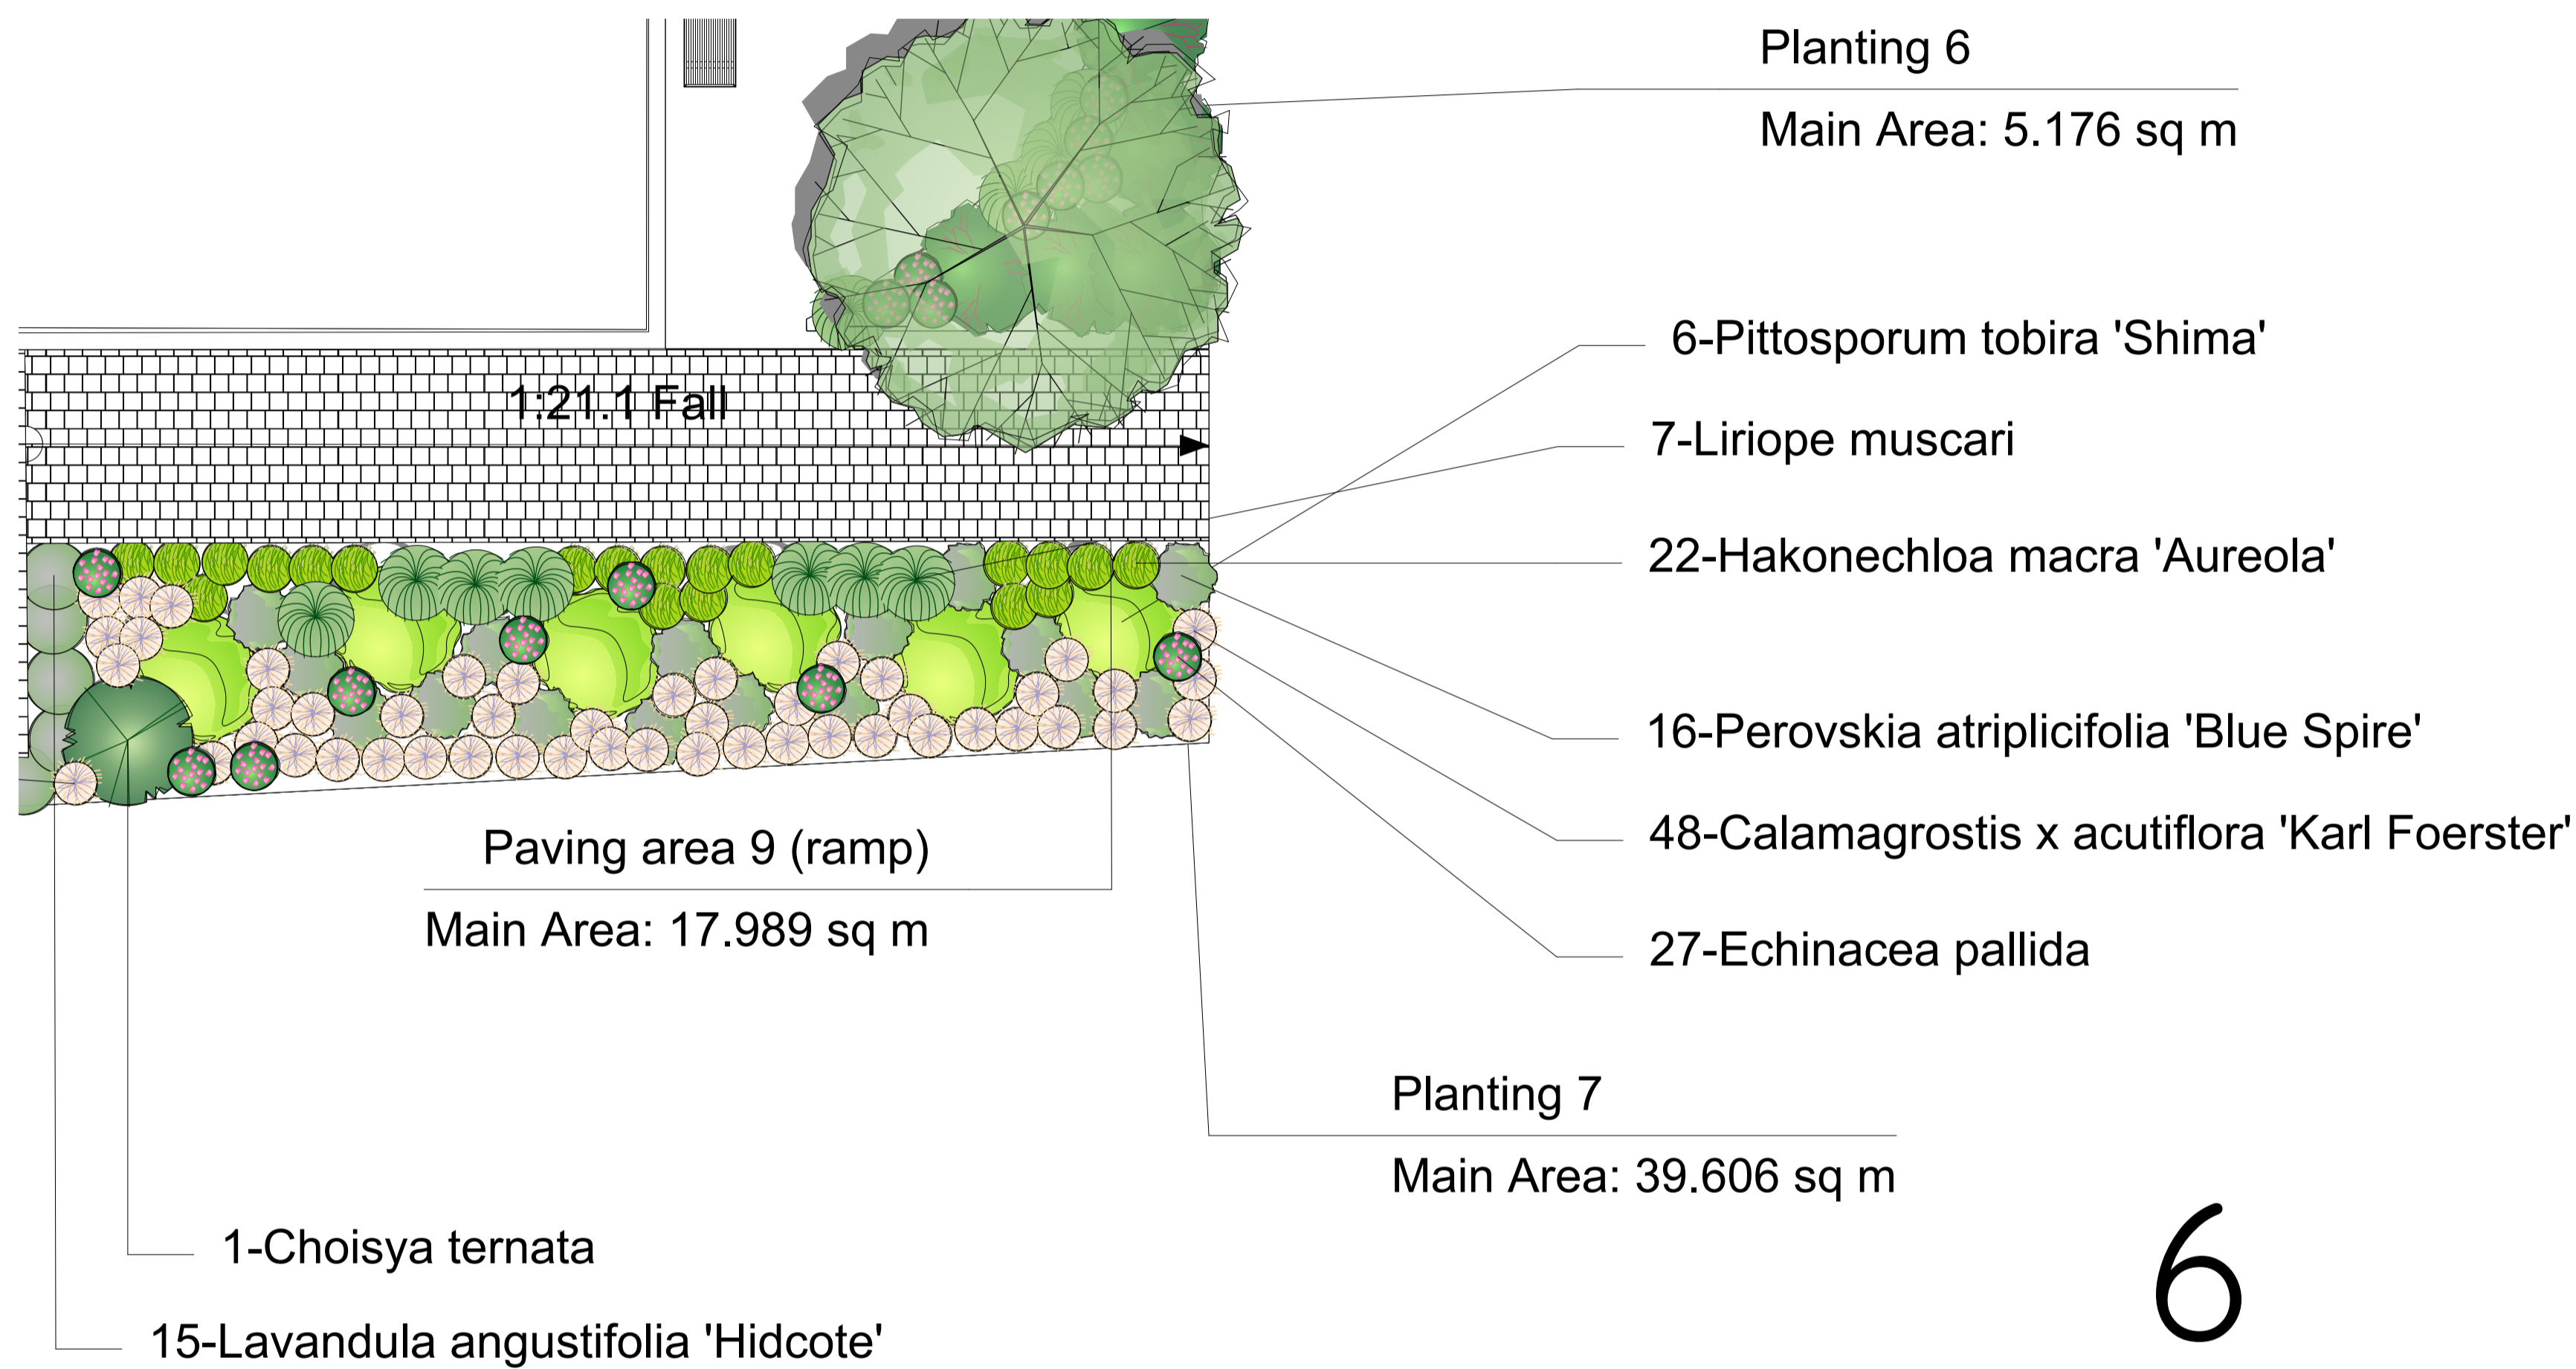 Planting 6
Main Area: 5.176 sq m
6-Pittosporum tobira 'Shima'
1:21.1 Fall
7-Liriope muscari
22-Hakonechloa macra 'Aureola'
16-Perovskia atriplicifolia 'Blue Spire'
48-Calamagrostis x acutiflora 'Karl Foerster'
Paving area 9 (ramp)
Main Area: 17.989 sq m
27-Echinacea pallida
Planting 7
Main Area: 39.606 sq m
1-Choisya ternata
15-Lavandula angustifolia 'Hidcote'
6